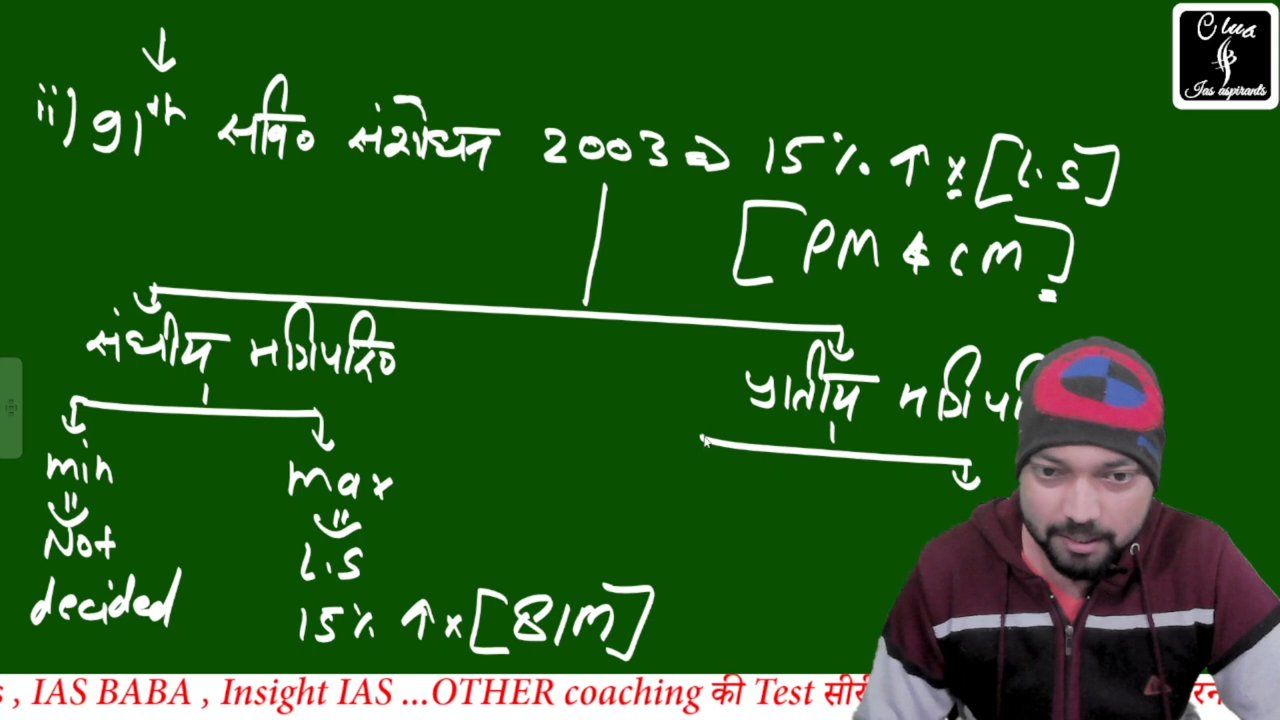 Clua
Ias aspirants
ii) 91th संवि० संशोधन 2003 ⇒ 15% ↑ x [L.S]
[PM & CM]
संघीय मंत्रिपरि०
प्रांतीय मंत्रिपरि
min
max
Not
decided
L.S
15% ↑ x [81M]
, IAS BABA , Insight IAS ...OTHER coaching की Test